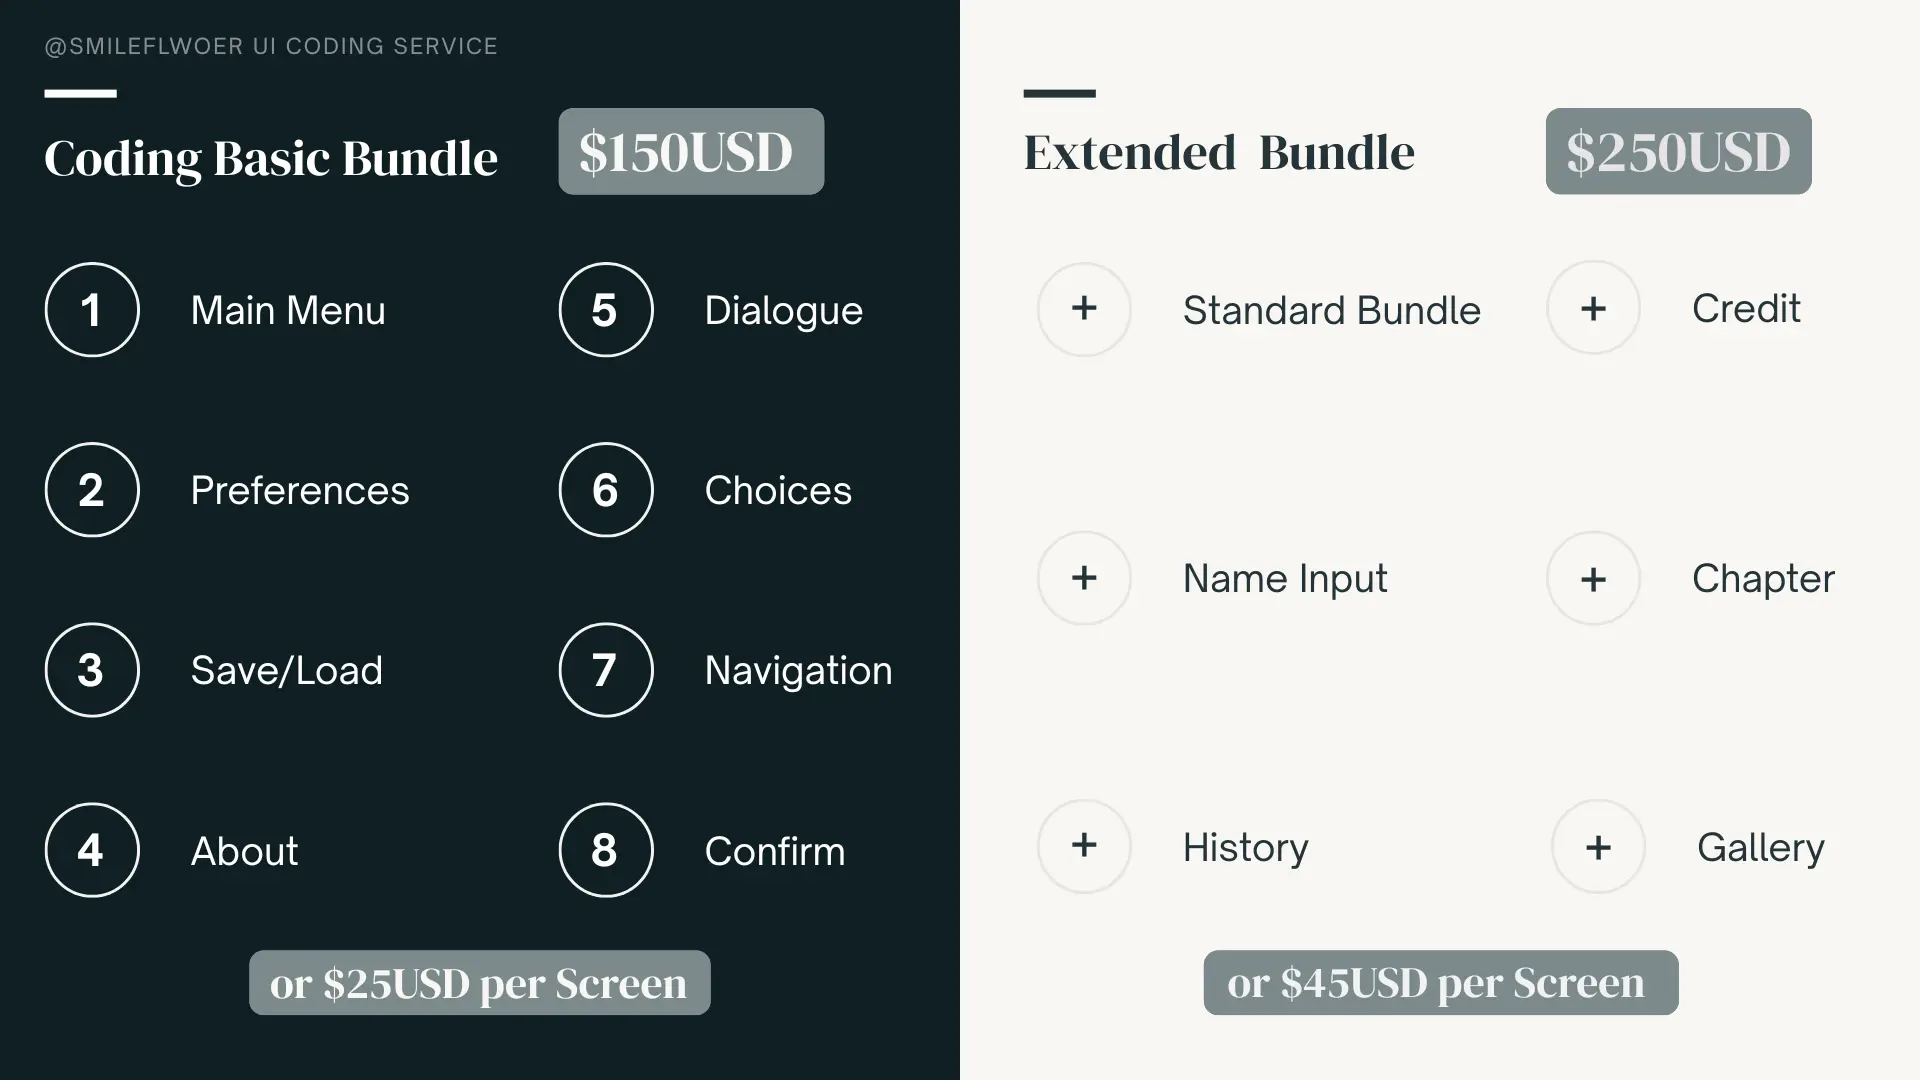 @SMILEFLWOER UI CODING SERVICE
Coding Basic Bundle
$150USD
1 Main Menu
2 Preferences
3 Save/Load
4 About
5 Dialogue
6 Choices
7 Navigation
8 Confirm
or $25USD per Screen
Extended Bundle
$250USD
+ Standard Bundle
+ Name Input
+ History
+ Credit
+ Chapter
+ Gallery
or $45USD per Screen